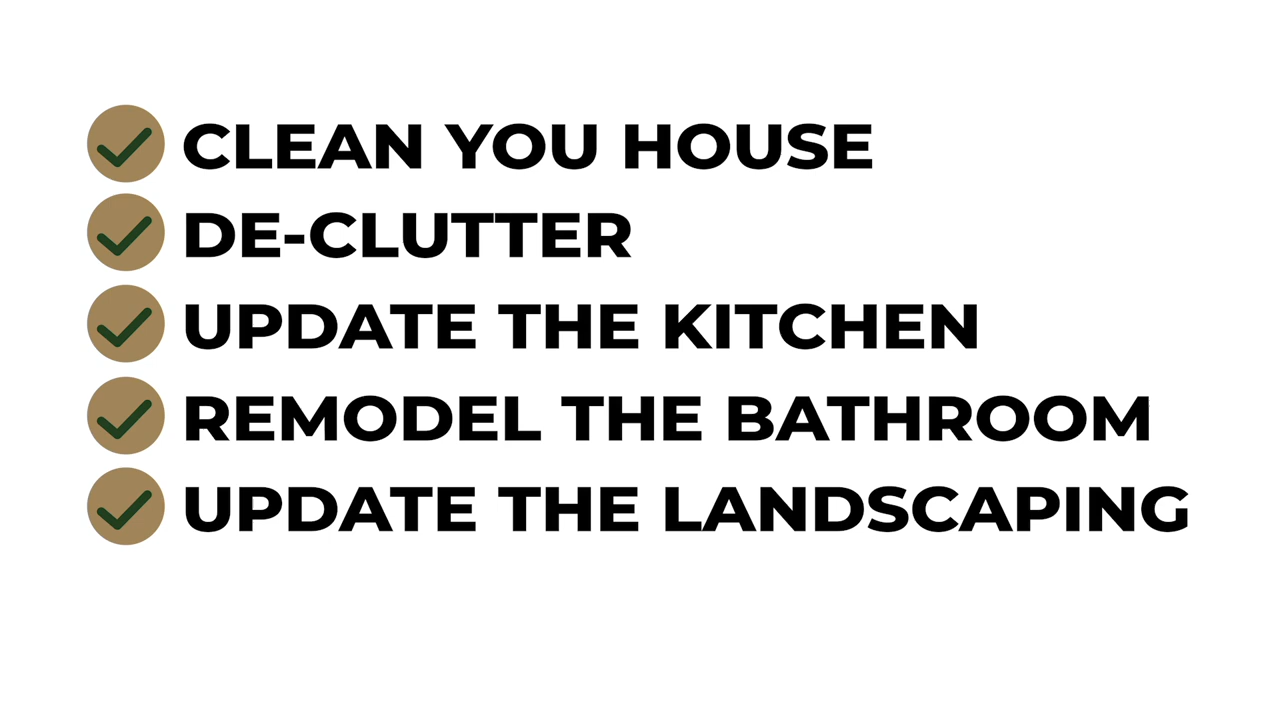 CLEAN YOU HOUSE
DE-CLUTTER
UPDATE THE KITCHEN
REMODEL THE BATHROOM
UPDATE THE LANDSCAPING